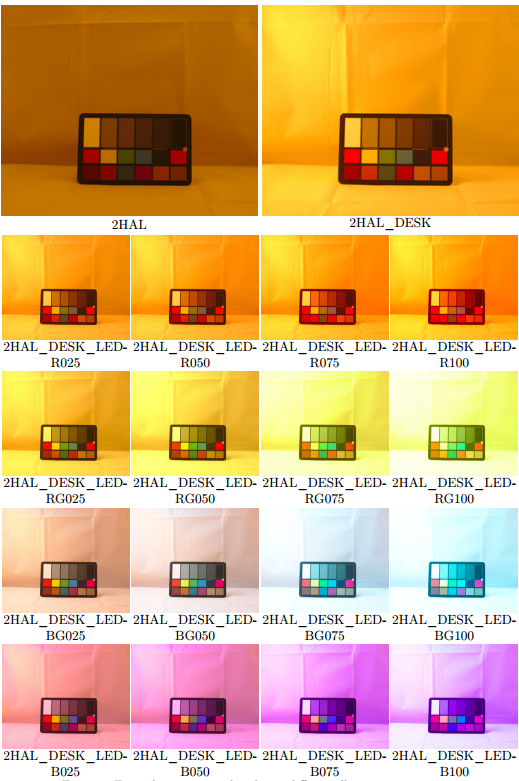 2HAL
2HAL_DESK
2HAL_DESK_LED-
R025
2HAL_DESK_LED-
R050
2HAL_DESK_LED-
R075
2HAL_DESK_LED-
R100
2HAL_DESK_LED-
RG025
2HAL_DESK_LED-
RG050
2HAL_DESK_LED-
RG075
2HAL_DESK_LED-
RG100
2HAL_DESK_LED-
BG025
2HAL_DESK_LED-
BG050
2HAL_DESK_LED-
BG075
2HAL_DESK_LED-
BG100
2HAL_DESK_LED-
B025
2HAL_DESK_LED-
B050
2HAL_DESK_LED-
B075
2HAL_DESK_LED-
B100